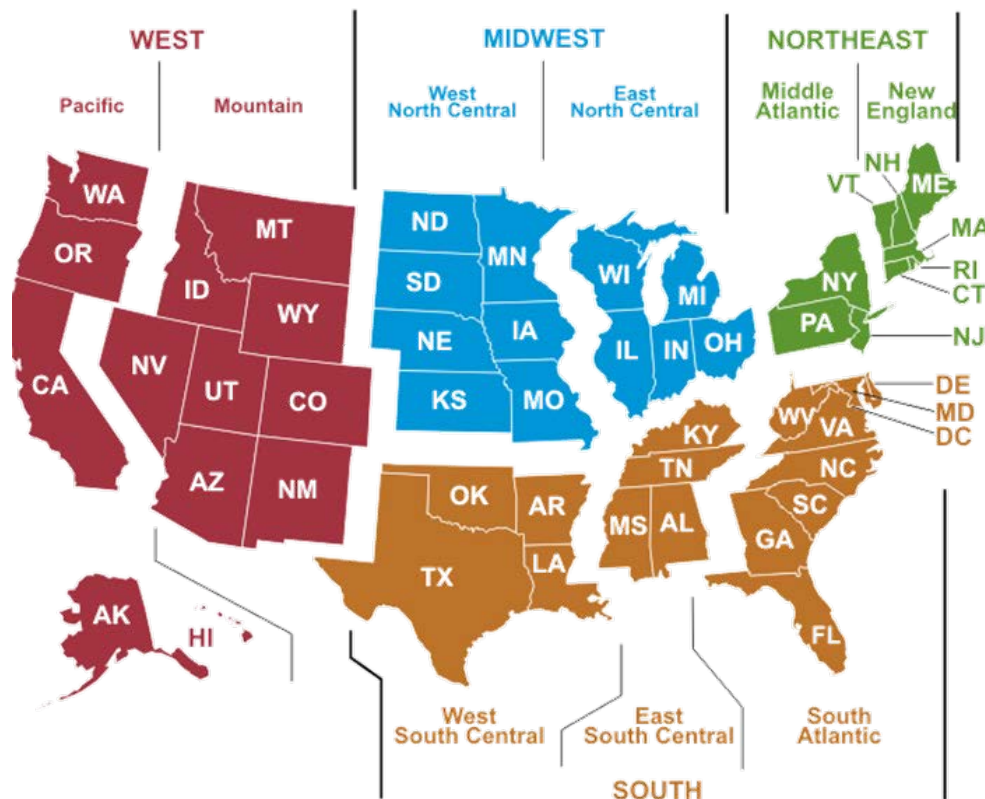 WEST
MIDWEST
NORTHEAST
Pacific
Mountain
West
North Central
East
North Central
Middle
Atlantic
New
England
WA
OR
CA
MT
ID
WY
NV
UT
CO
AZ
NM
AK
HI
ND
SD
NE
KS
MN
IA
MO
WI
MI
IL
IN
OH
NH
VT
ME
MA
RI
CT
NY
PA
NJ
DE
MD
DC
WV
VA
NC
SC
GA
FL
KY
TN
MS
AL
OK
AR
TX
LA
West
South Central
East
South Central
South
Atlantic
SOUTH